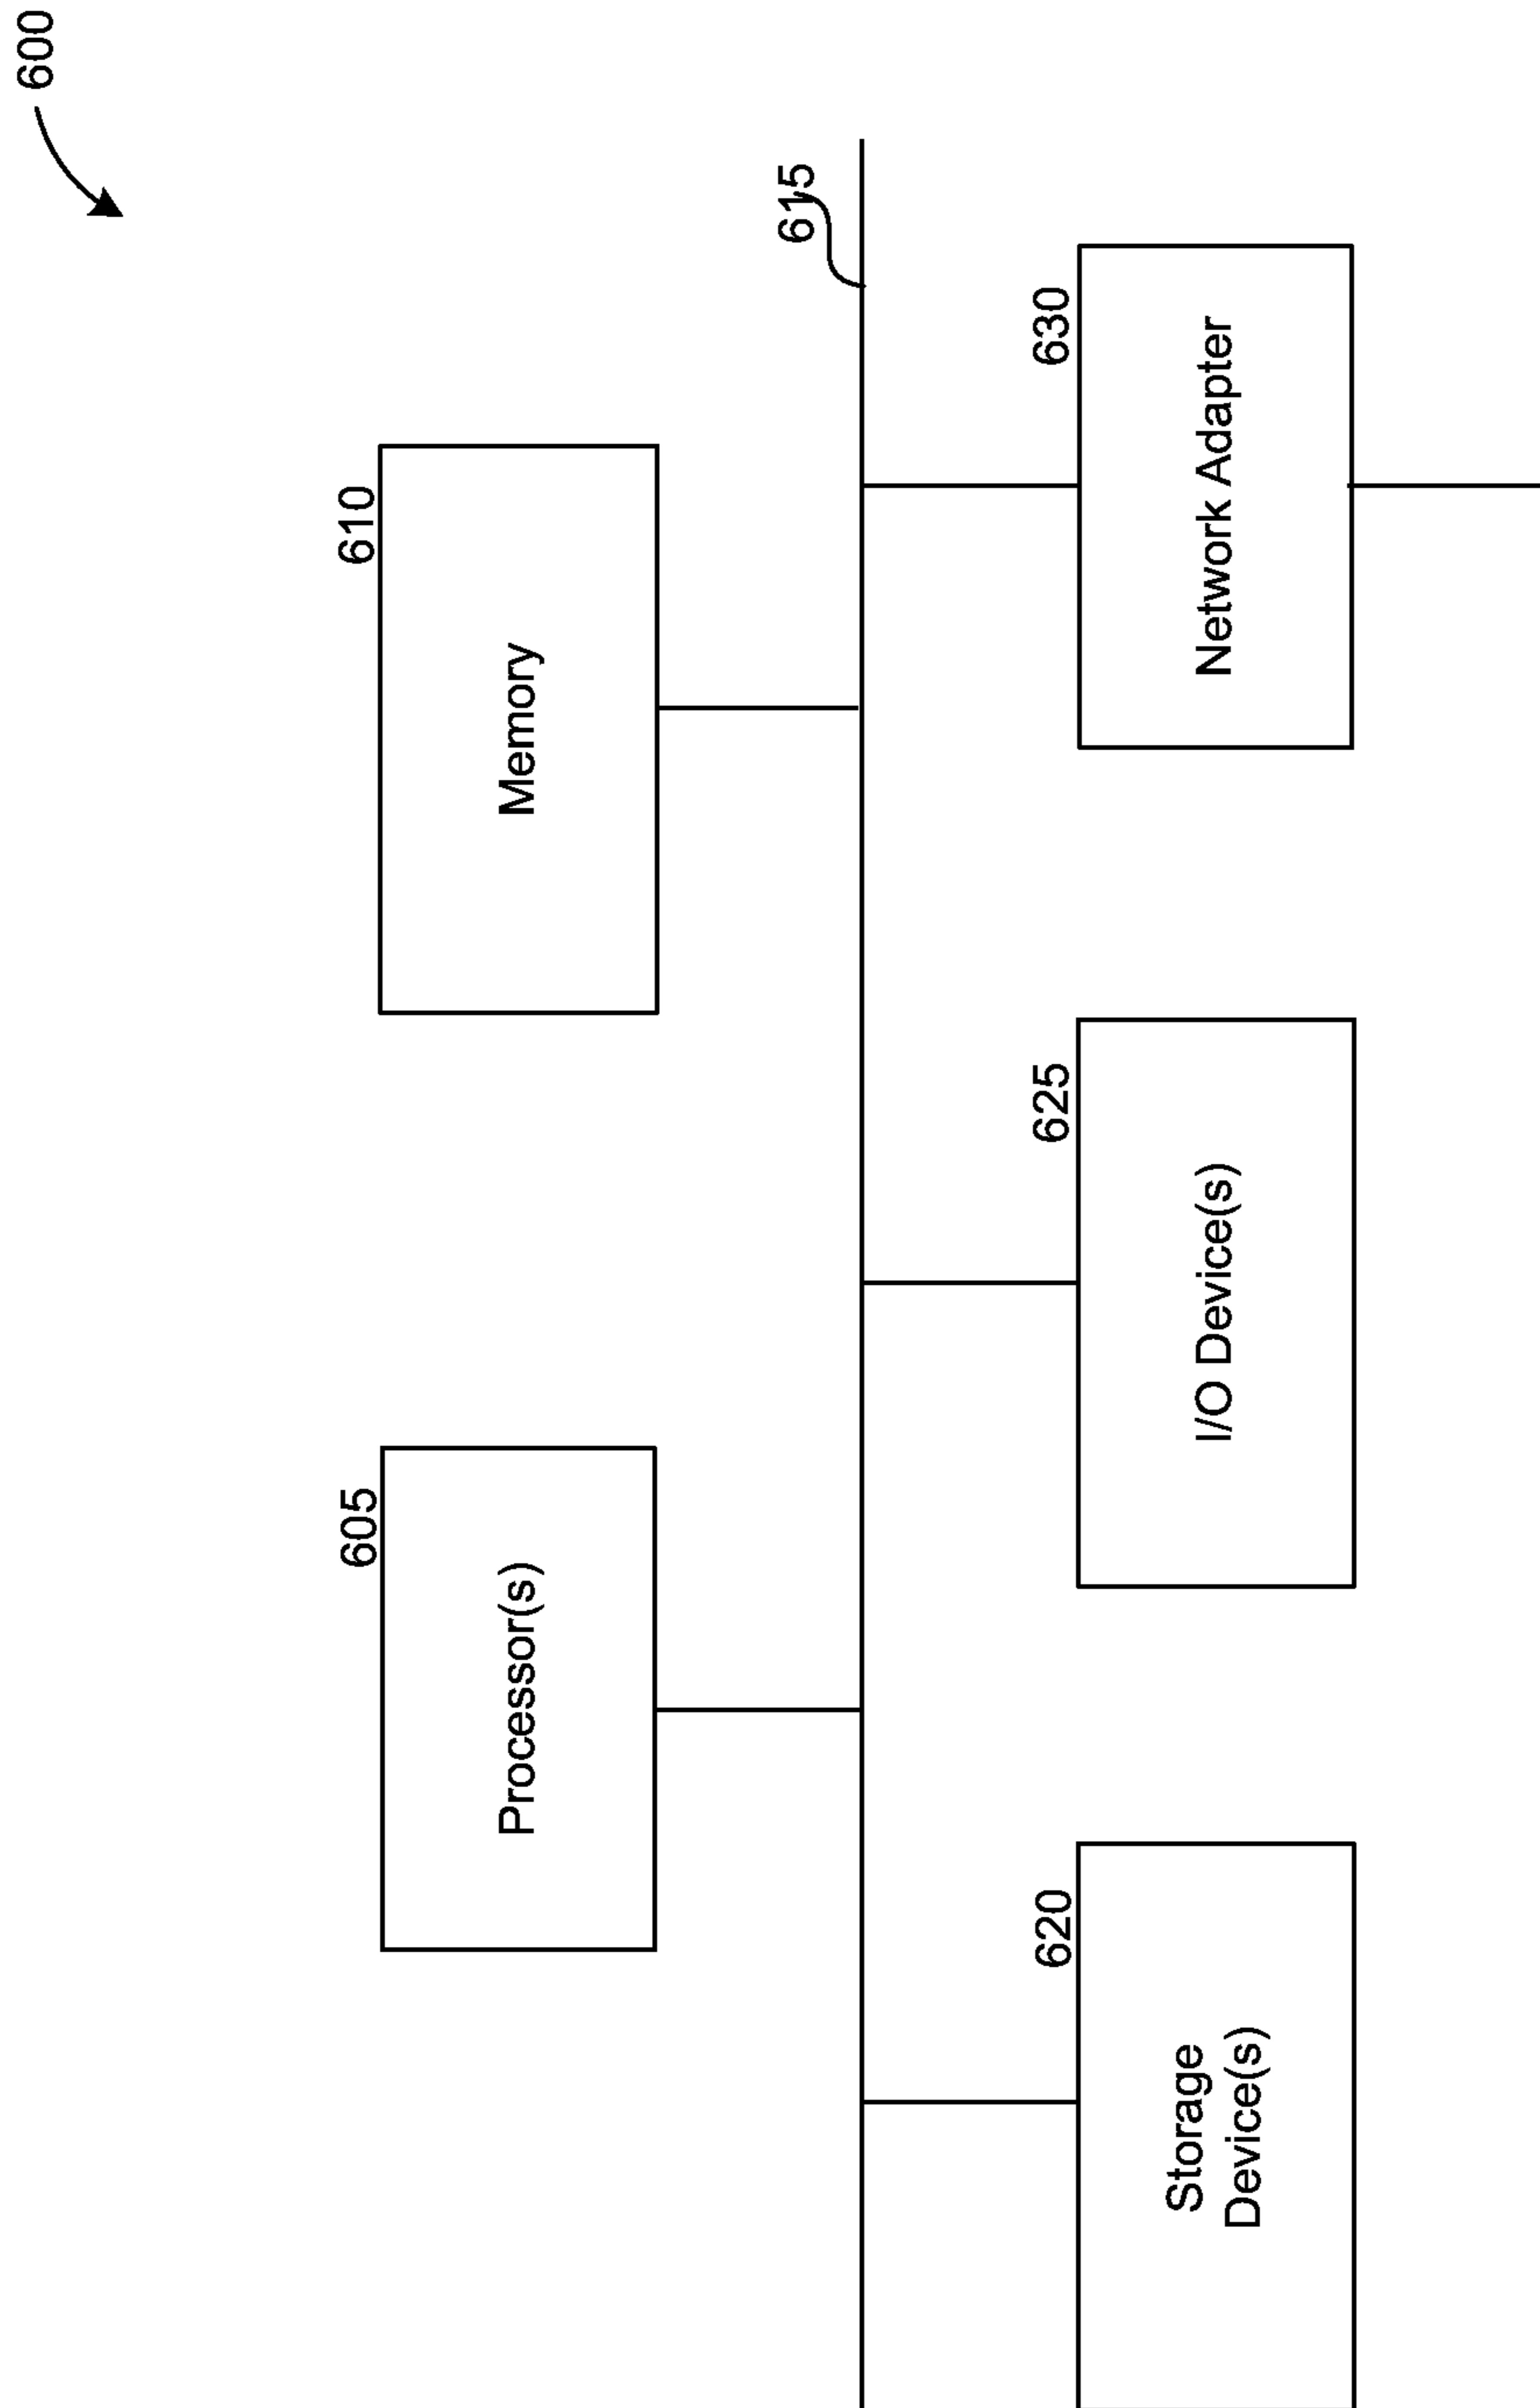 600
605
Processor(s)
610
Memory
615
620
Storage
Device(s)
625
I/O Device(s)
630
Network Adapter